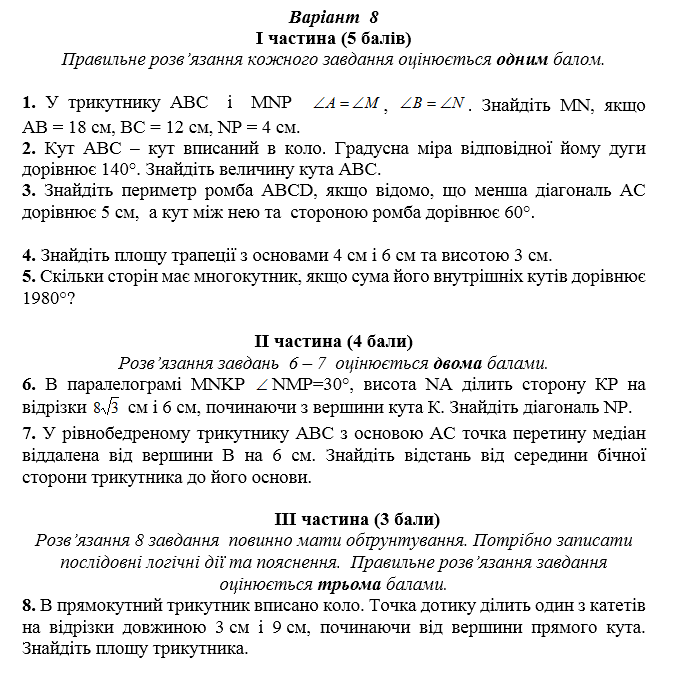 Варіант 8
І частина (5 балів)
Правильне розв’язання кожного завдання оцінюється одним балом.
1. У трикутнику АВС і MNP ∠A = ∠M , ∠B = ∠N . Знайдіть MN, якщо
АВ = 18 см, ВС = 12 см, NP = 4 см.
2. Кут АВС – кут вписаний в коло. Градусна міра відповідної йому дуги
дорівнює 140°. Знайдіть величину кута АВС.
3. Знайдіть периметр ромба ABCD, якщо відомо, що менша діагональ АС
дорівнює 5 см, а кут між нею та стороною ромба дорівнює 60°.
4. Знайдіть площу трапеції з основами 4 см і 6 см та висотою 3 см.
5. Скільки сторін має многокутник, якщо сума його внутрішніх кутів дорівнює
1980°?
ІІ частина (4 бали)
Розв’язання завдань 6 – 7 оцінюється двома балами.
6. В паралелограмі MNKP ∠ NMP=30°, висота NA ділить сторону КР на
відрізки 8√3 см і 6 см, починаючи з вершини кута К. Знайдіть діагональ NP.
7. У рівнобедреному трикутнику АВС з основою АС точка перетину медіан
віддалена від вершини В на 6 см. Знайдіть відстань від середини бічної
сторони трикутника до його основи.
ІІІ частина (3 бали)
Розв’язання 8 завдання повинно мати обґрунтування. Потрібно записати
послідовні логічні дії та пояснення. Правильне розв’язання завдання
оцінюється трьома балами.
8. В прямокутний трикутник вписано коло. Точка дотику ділить один з катетів
на відрізки довжиною 3 см і 9 см, починаючи від вершини прямого кута.
Знайдіть площу трикутника.